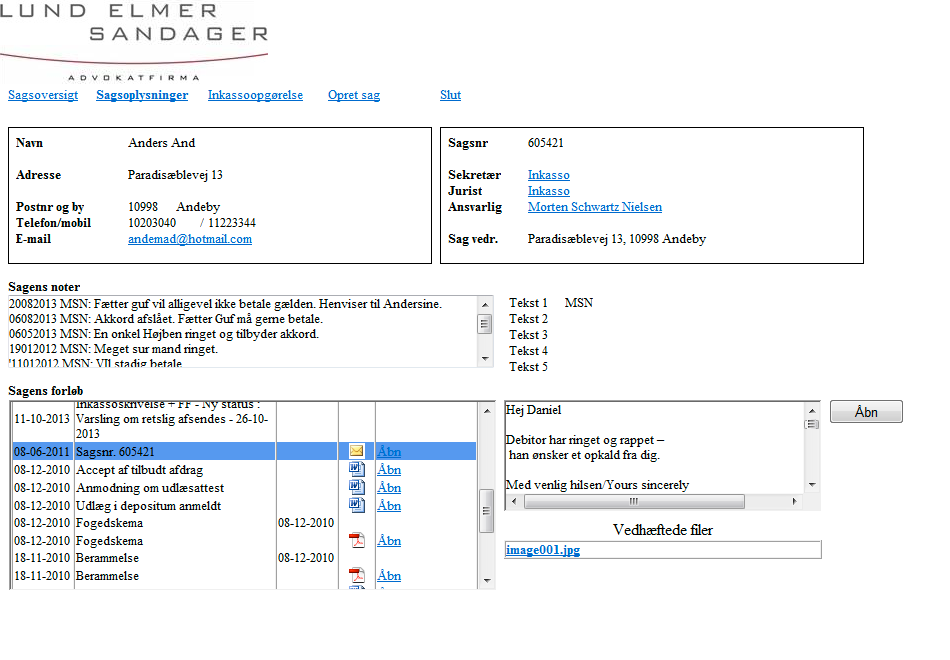 LUND ELMER
SANDAGER
ADVOKATFIRMA
Sagsoversigt Sagsoplysninger Inkassoopgørelse Opret sag Slut
Navn Anders And
Adresse Paradisæblevej 13
Postnr og by 10998 Andeby
Telefon/mobil 10203040 / 11223344
E-mail andemad@hotmail.com
Sagsnr 605421
Sekretær Inkasso
Jurist Inkasso
Ansvarlig Morten Schwartz Nielsen
Sag vedr. Paradisæblevej 13, 10998 Andeby
Sagens noter
20082013 MSN: Fætter guf vil alligevel ikke betale gælden. Henviser til Andersine.
06082013 MSN: Akkord afslået. Fætter Guf må gerne betale.
06052013 MSN: En onkel Højben ringet og tilbyder akkord.
19012012 MSN: Meget sur mand ringet.
'11012012 MSN: VIl stadig betale
Tekst 1 MSN
Tekst 2
Tekst 3
Tekst 4
Tekst 5
Sagens forløb
Inkassoskrivelse + FF - Ny status :
11-10-2013 Varsling om retslig afsendes - 26-10-
2013
08-06-2011 Sagsnr. 605421 Åbn
08-12-2010 Accept af tilbudt afdrag Åbn
08-12-2010 Anmodning om udlæsattest Åbn
08-12-2010 Udlæg i depositum anmeldt Åbn
08-12-2010 Fogedskema 08-12-2010
08-12-2010 Fogedskema Åbn
18-11-2010 Berammelse 08-12-2010
18-11-2010 Berammelse Åbn
Hej Daniel
Debitor har ringet og rappet –
han ønsker et opkald fra dig.
Med venlig hilsen/Yours sincerely
Åbn
Vedhæftede filer
image001.jpg